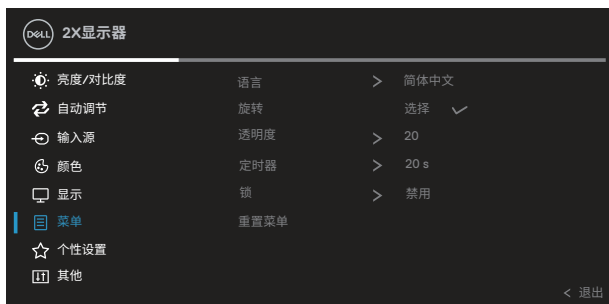 DELL 2X显示器
亮度/对比度 语言 > 简体中文
自动调节 旋转 选择
输入源 透明度 > 20
颜色 定时器 > 20 s
显示 锁 > 禁用
菜单 重置菜单
个性设置
其他
< 退出